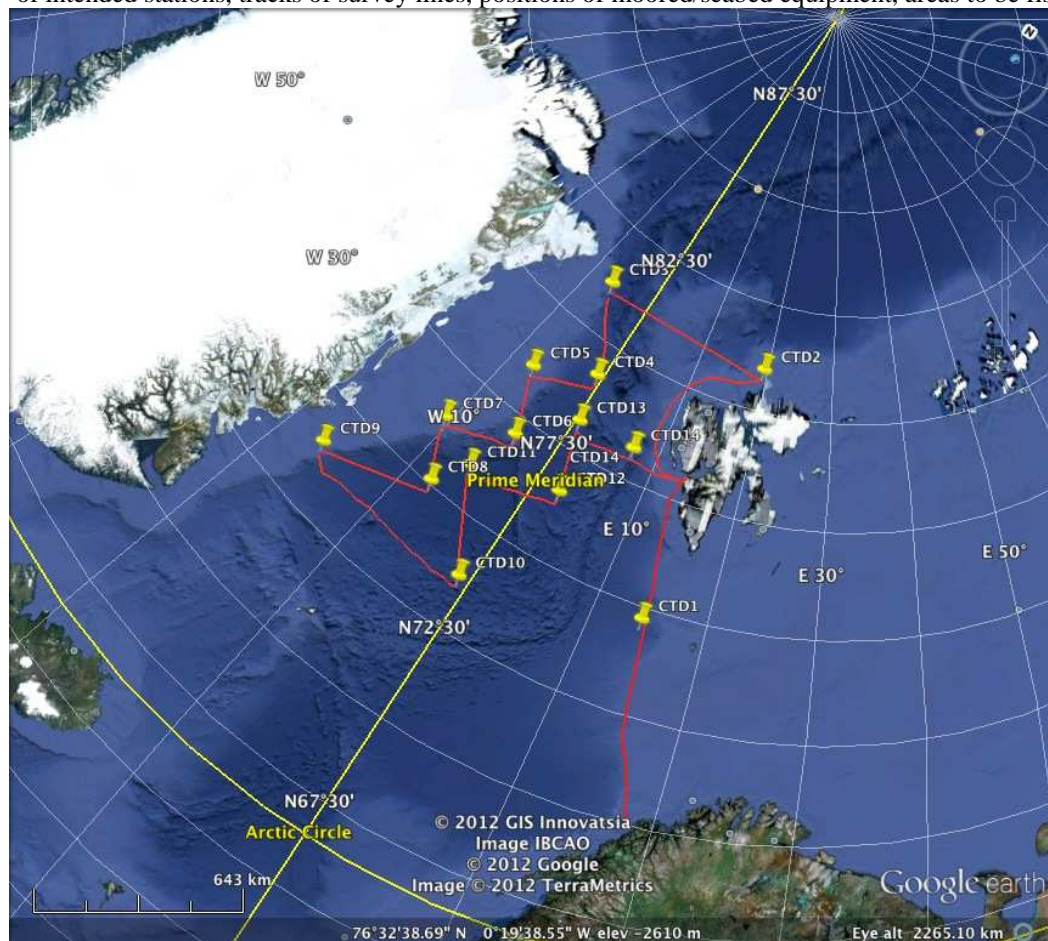 of intended stations, tracks of survey lines, positions of moored/seabed equipment, areas to be fis
N
W 50°
N87°30'
W 30°
N82°30'
CTD3
CTD5
CTD4
CTD2
CTD7
W 10°
CTD13
CTD9
CTD6
N77°30'
CTD14
CTD11
CTD14
CTD8
Prime Meridian
CTD12
E 10°
E 50°
E 30°
CTD10
CTD1
N72°30'
N67°30'
Arctic Circle
© 2012 GIS Innovatsia
Image IBCAO
© 2012 Google
Image © 2012 TerraMetrics
643 km
Google earth
76°32'38.69" N 0°19'38.55" W elev -2610 m
Eye alt 2265.10 km